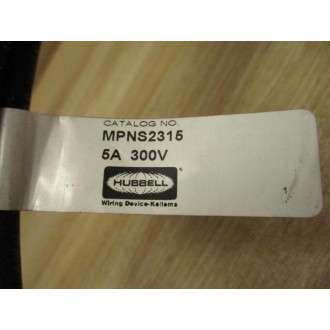 CATALOG NO.
MPNS2315
5A 300V
HUBBELL
®
Wiring Device-Kellems